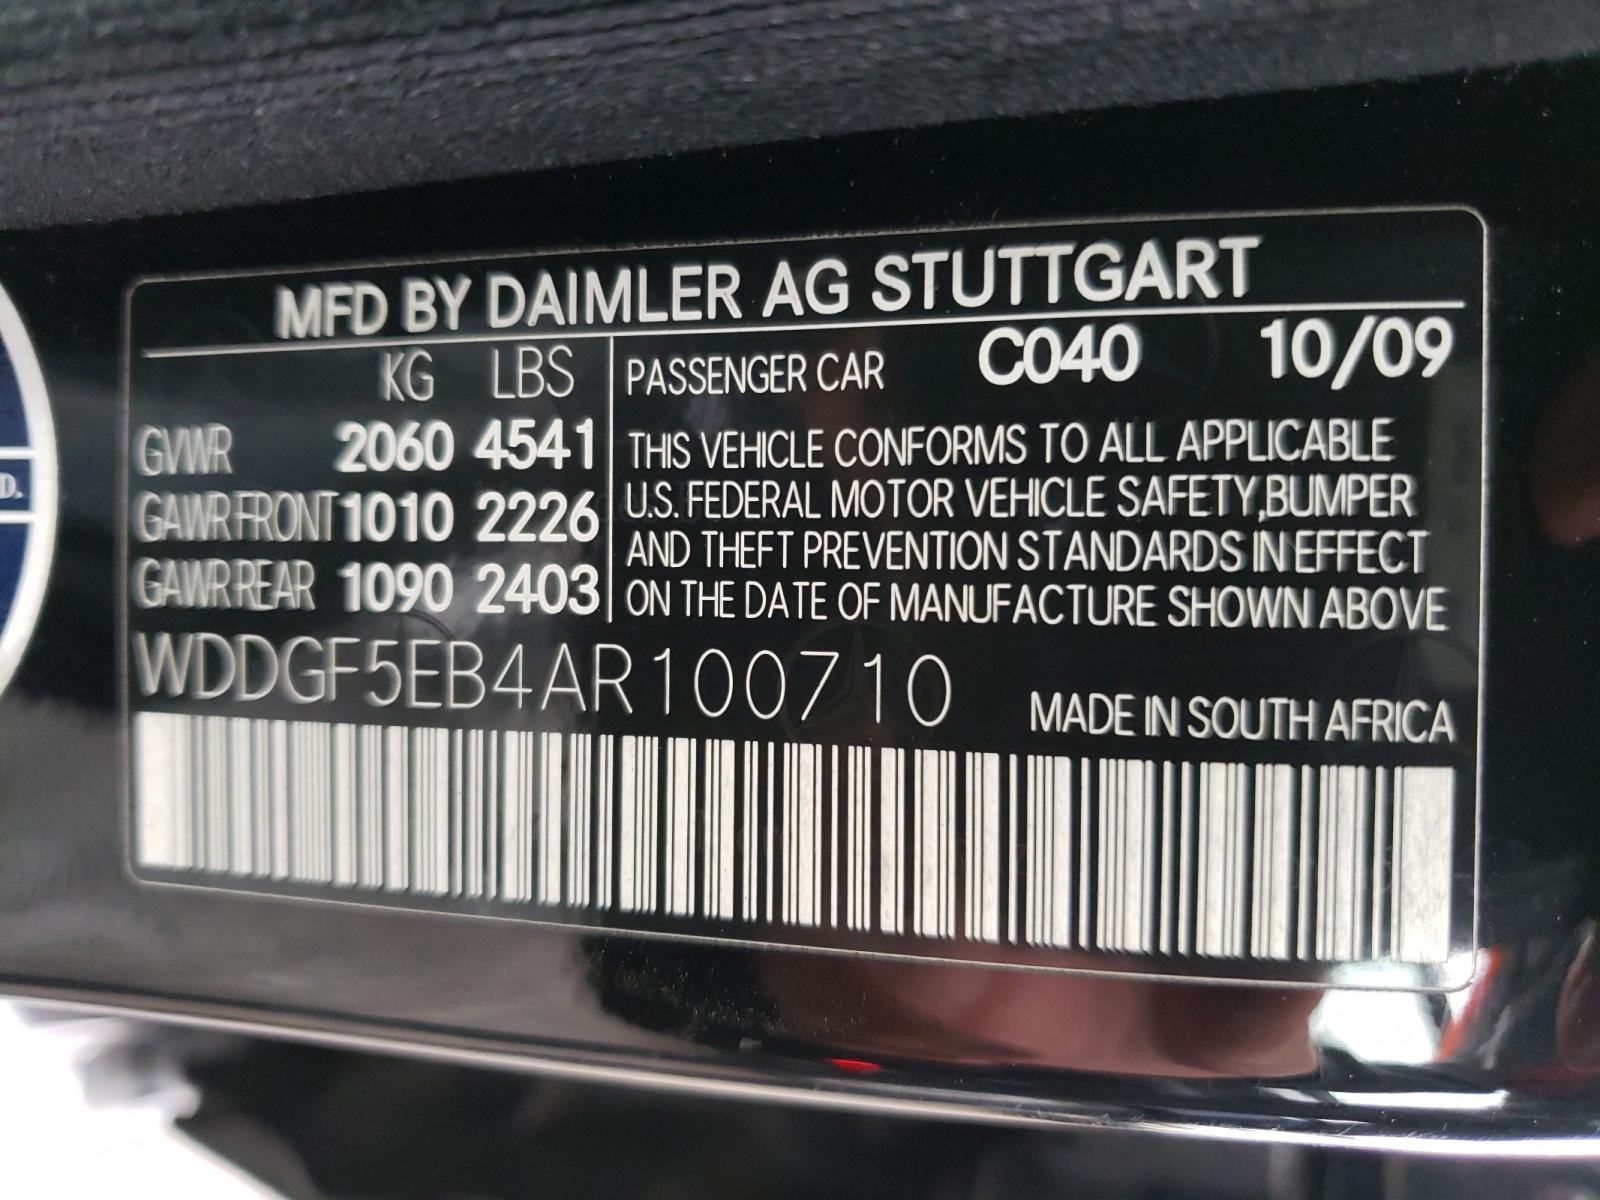 MFD BY DAIMLER AG STUTTGART
KG LBS
GVWR 2060 4541
GAWR FRONT 1010 2226
GAWR REAR 1090 2403
PASSENGER CAR C040 10/09
THIS VEHICLE CONFORMS TO ALL APPLICABLE
U.S. FEDERAL MOTOR VEHICLE SAFETY,BUMPER
AND THEFT PREVENTION STANDARDS IN EFFECT
ON THE DATE OF MANUFACTURE SHOWN ABOVE
WDDGF5EB4AR100710
MADE IN SOUTH AFRICA
D.